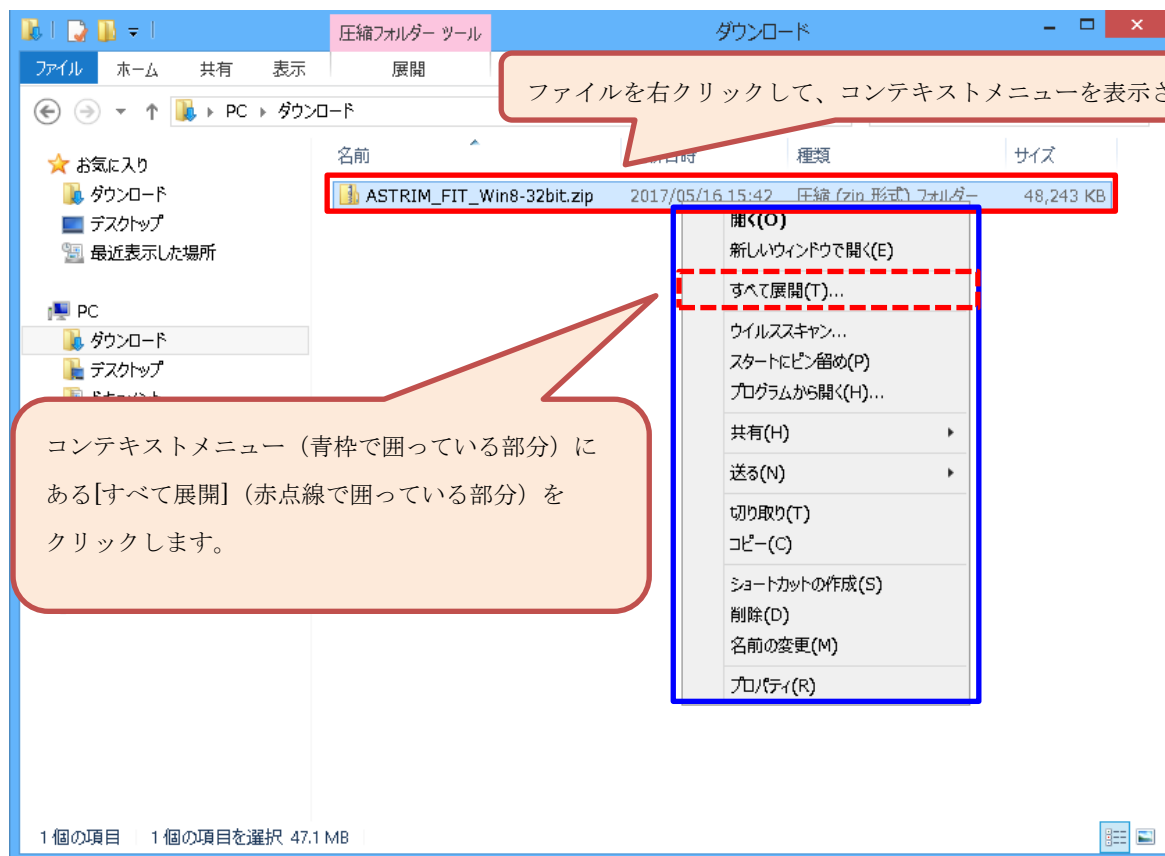 圧縮フォルダー ツール
ダウンロード
ファイル ホーム 共有 表示 展開
ファイルを右クリックして、コンテキストメニューを表示さ
PC ダウンロード
名前 種類 サイズ
お気に入り
ダウンロード
デスクトップ
最近表示した場所
PC
ダウンロード
デスクトップ
ASTRIM_FIT_Win8-32bit.zip 2017/05/16 15:42 圧縮 (zip 形式) フォルダー 48,243 KB
開く(O)
新しいウィンドウで開く(E)
すべて展開(T)...
ウイルススキャン...
スタートにピン留め(P)
プログラムから開く(H)...
共有(H)
送る(N)
切り取り(T)
コピー(C)
ショートカットの作成(S)
削除(D)
名前の変更(M)
プロパティ(R)
コンテキストメニュー（青枠で囲っている部分）に
ある[すべて展開]（赤点線で囲っている部分）を
クリックします。
1 個の項目 1 個の項目を選択 47.1 MB